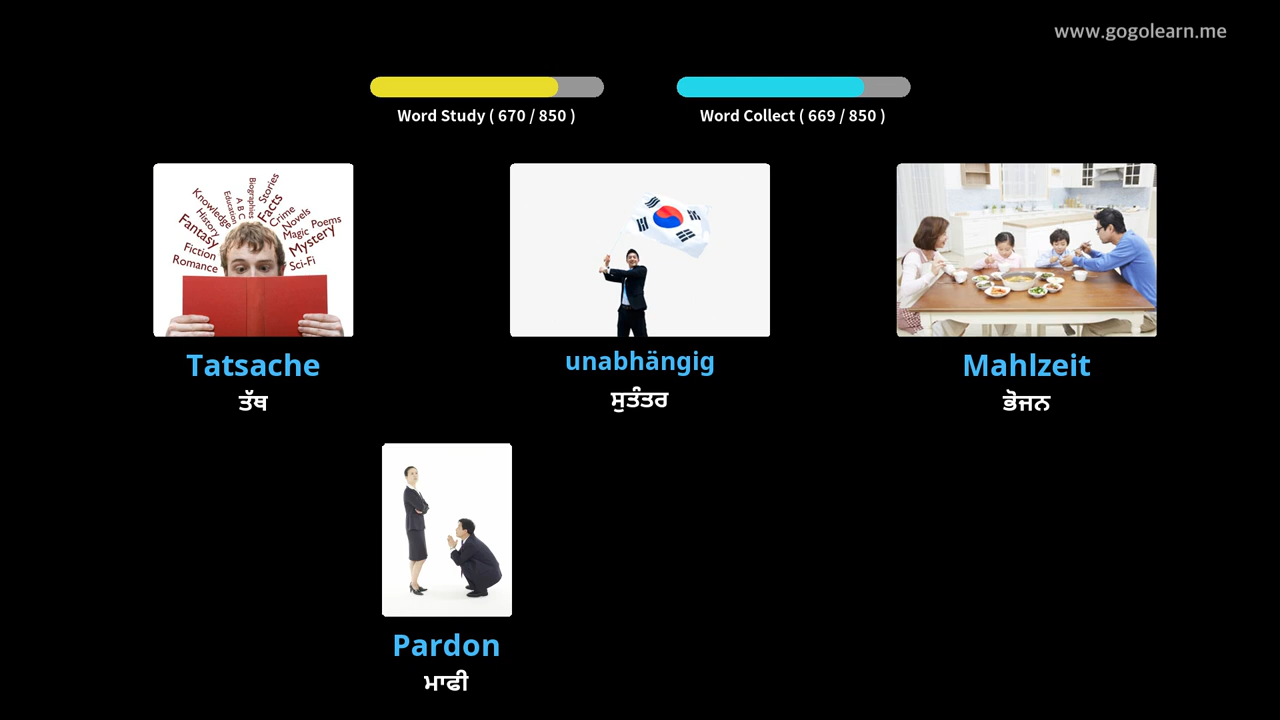 www.gogolearn.me
Word Study ( 670 / 850 )
Word Collect ( 669 / 850 )
Knowledge
History
Fantasy
Fiction
Romance
Education
A B C
Biographies
Stories
Facts
Crime
Novels
Magic
Poems
Mystery
Sci-Fi
Tatsache
ਤੱਥ
unabhängig
ਸੁਤੰਤਰ
Mahlzeit
ਭੋਜਨ
Pardon
ਮਾਫੀ